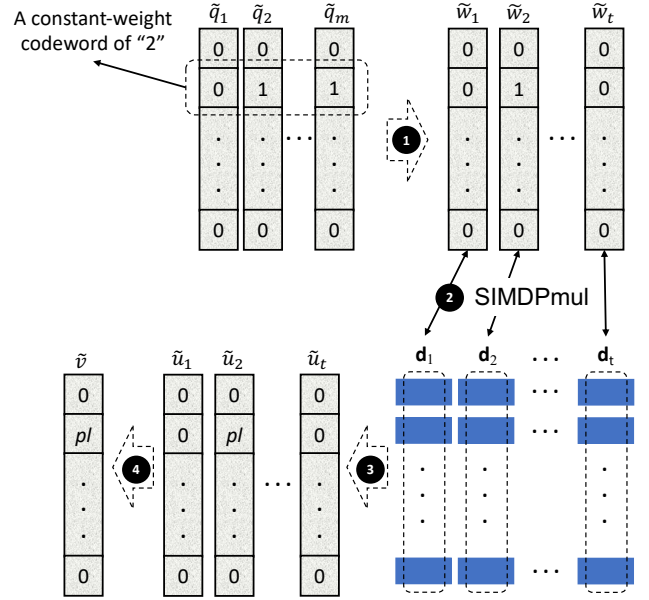 A constant-weight codeword of "2"
q̃₁ q̃₂ q̃ₘ
0 0 0
0 1 1
. . .
. . . ...
. . .
0 0 0
1
w̃₁ w̃₂ w̃ₜ
0 0 0
0 1 0
. . .
. . . ...
. . .
0 0 0
2 SIMDPmul
d₁ d₂ ... dₜ
...
...
. . .
. . .
. . .
...
3
ũ₁ ũ₂ ũₜ
0 0 0
0 pl 0
. . .
. . . ...
. . .
0 0 0
4
ṽ
0
pl
.
.
.
0